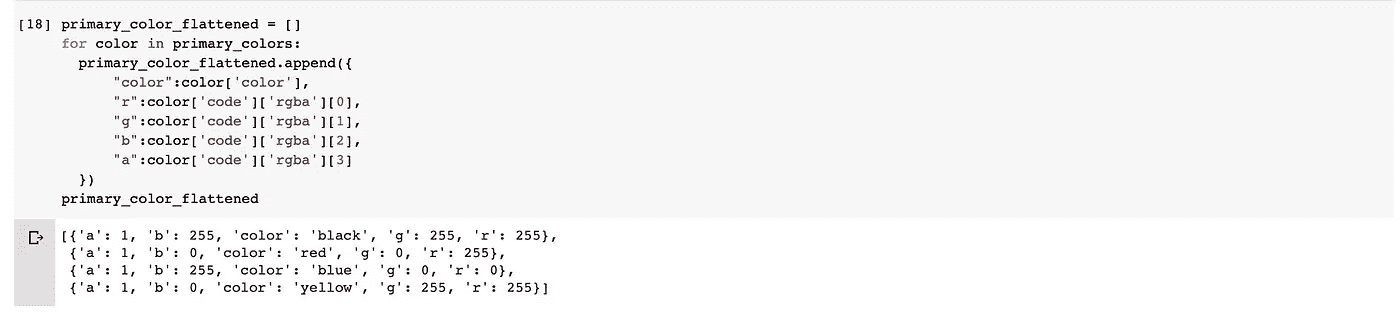 [18] primary_color_flattened = []
for color in primary_colors:
primary_color_flattened.append({
"color":color['color'],
"r":color['code']['rgba'][0],
"g":color['code']['rgba'][1],
"b":color['code']['rgba'][2],
"a":color['code']['rgba'][3]
})
primary_color_flattened
[{'a': 1, 'b': 255, 'color': 'black', 'g': 255, 'r': 255},
{'a': 1, 'b': 0, 'color': 'red', 'g': 0, 'r': 255},
{'a': 1, 'b': 255, 'color': 'blue', 'g': 0, 'r': 0},
{'a': 1, 'b': 0, 'color': 'yellow', 'g': 255, 'r': 255}]